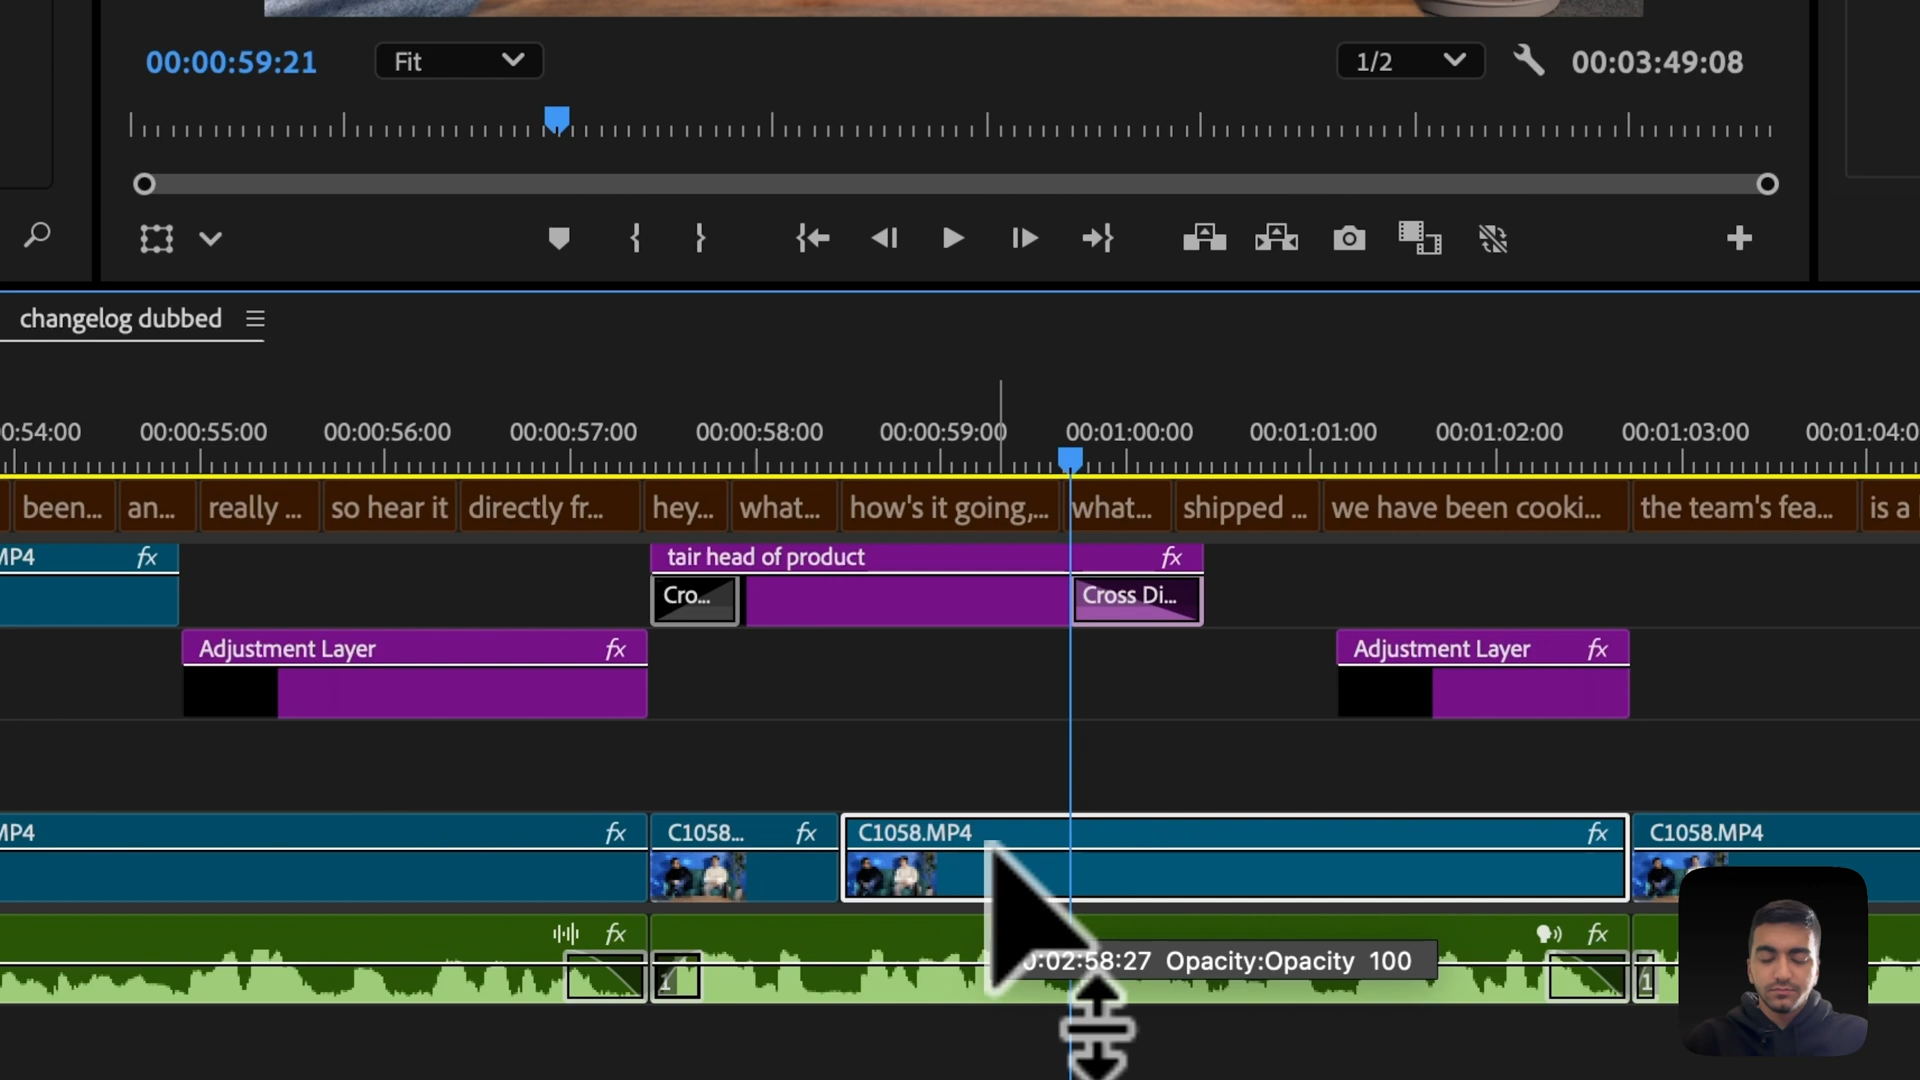 00:00:59:21
Fit
1/2
00:03:49:08
changelog dubbed
0:54:00
00:00:55:00
00:00:56:00
00:00:57:00
00:00:58:00
00:00:59:00
00:01:00:00
00:01:01:00
00:01:02:00
00:01:03:00
00:01:04:0
been...
an...
really ...
so hear it
directly fr...
hey...
what...
how's it going,...
what...
shipped ...
we have been cooki...
the team's fea...
is a
MP4 fx
tair head of product fx
Cro...
Cross Di...
Adjustment Layer fx
Adjustment Layer fx
MP4 fx
C1058... fx
C1058.MP4 fx
C1058.MP4
fx
1
fx
1
0:02:58:27 Opacity:Opacity 100